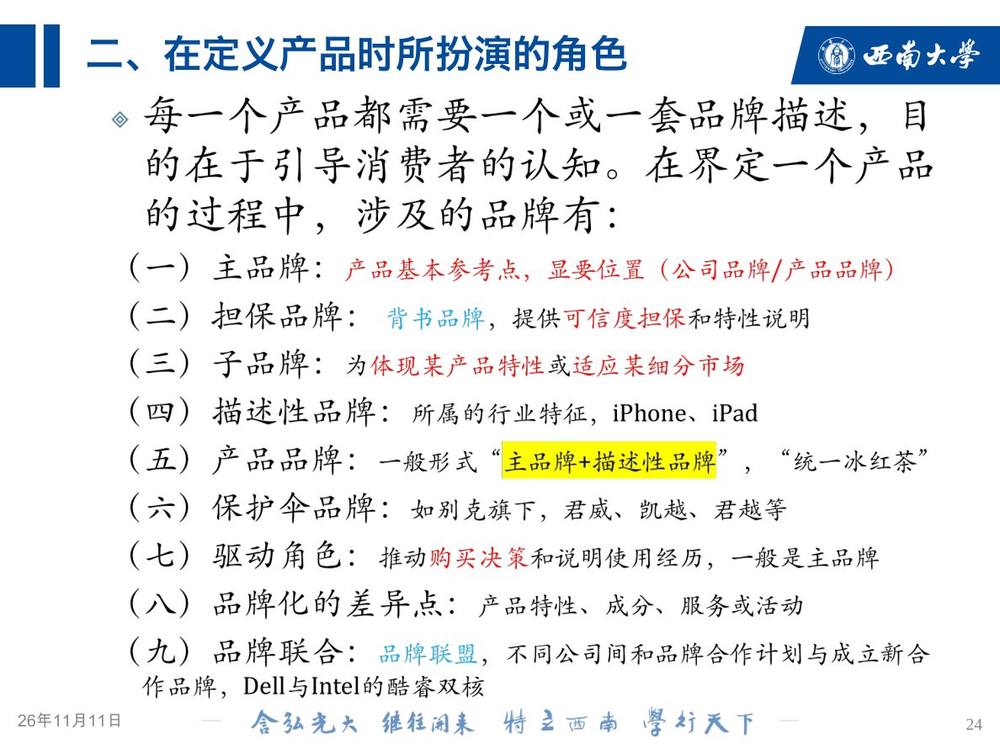 二、在定义产品时所扮演的角色
西南大学
每一个产品都需要一个或一套品牌描述，目
的在于引导消费者的认知。在界定一个产品
的过程中，涉及的品牌有：
（一）主品牌：产品基本参考点，显要位置（公司品牌/产品品牌）
（二）担保品牌：背书品牌，提供可信度担保和特性说明
（三）子品牌：为体现某产品特性或适应某细分市场
（四）描述性品牌：所属的行业特征，iPhone、iPad
（五）产品品牌：一般形式“主品牌+描述性品牌”，“统一冰红茶”
（六）保护伞品牌：如别克旗下，君威、凯越、君越等
（七）驱动角色：推动购买决策和说明使用经历，一般是主品牌
（八）品牌化的差异点：产品特性、成分、服务或活动
（九）品牌联合：品牌联盟，不同公司间和品牌合作计划与成立新合
作品牌，Dell与Intel的酷睿双核
26年11月11日
含弘光大 继往开来 特立西南 學行天下
24